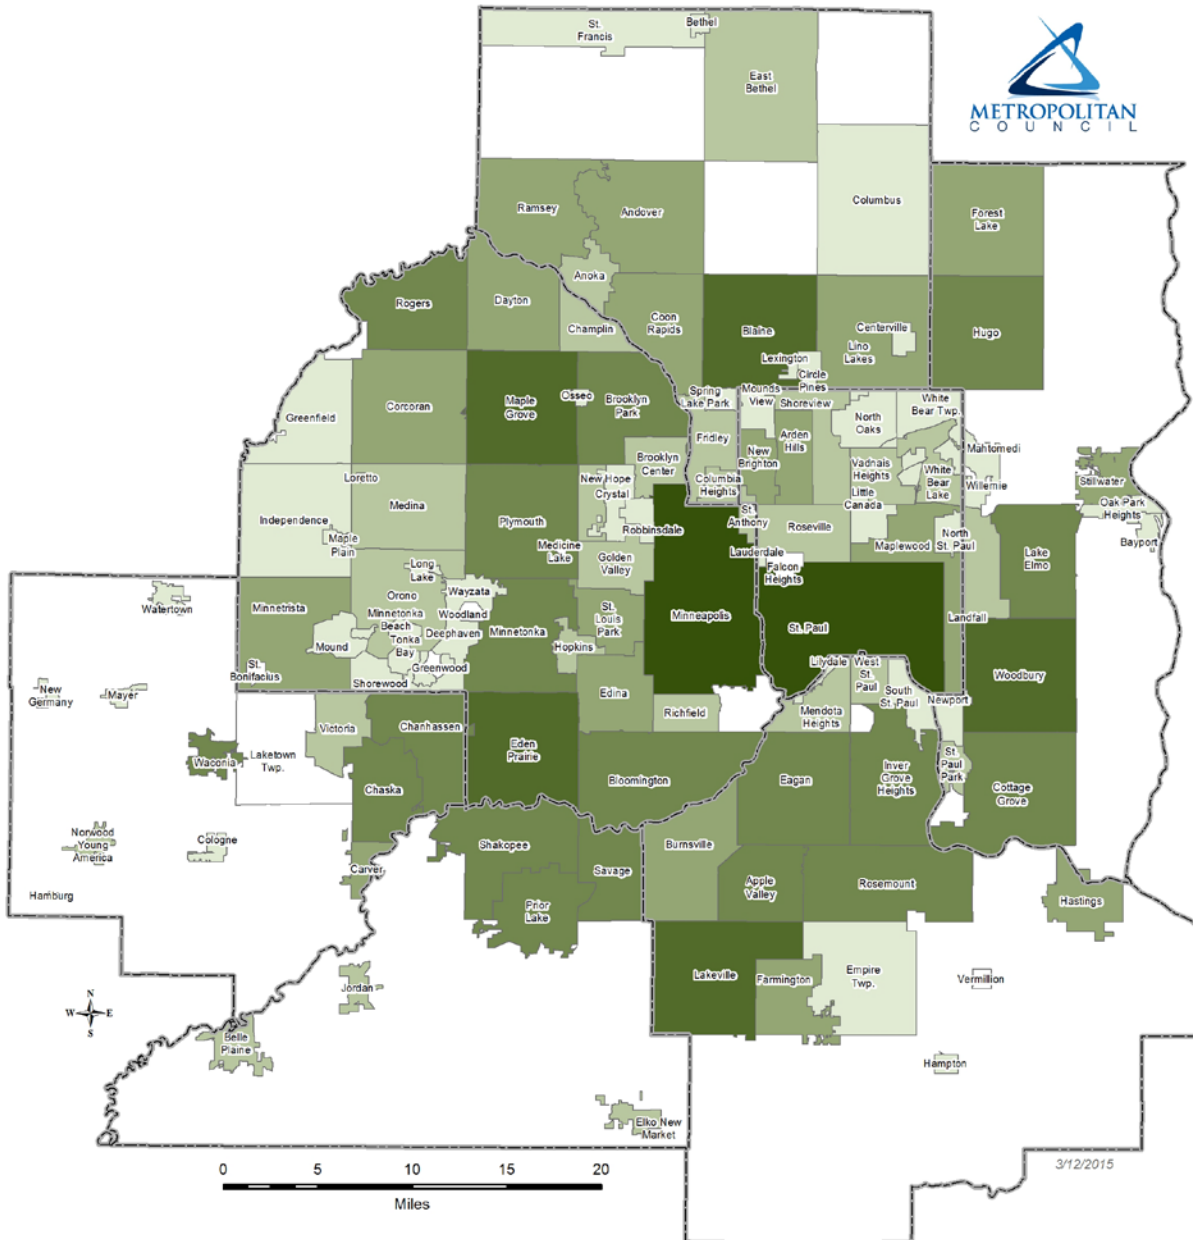 St.
Francis
Bethel
East
Bethel
METROPOLITAN
COUNCIL
Ramsey
Andover
Columbus
Forest
Lake
Anoka
Rogers
Dayton
Champlin
Coon
Rapids
Blaine
Centerville
Lino
Lakes
Hugo
Lexington
Circle
Pines
Greenfield
Corcoran
Maple
Grove
Osseo
Brooklyn
Park
Spring
Lake Park
Mounds
View
Shoreview
White
Bear Twp.
North
Oaks
Fridley
Arden
Hills
Mahtomedi
Brooklyn
Center
New
Brighton
Vadnais
Heights
White
Bear
Lake
Willernie
Stillwater
Loretto
Medina
New Hope
Crystal
Columbia
Heights
Little
Canada
Oak Park
Heights
Independence
Plymouth
Robbinsdale
St.
Anthony
Roseville
Maple
Plain
Medicine
Lake
Golden
Valley
Lauderdale
Falcon
Heights
Maplewood
North
St. Paul
Lake
Elmo
Bayport
Long
Lake
Wayzata
Watertown
Minnetrista
Orono
Minnetonka
Beach
Woodland
Tonka
Bay
Deephaven
Minnetonka
St.
Louis
Park
Minneapolis
St. Paul
Landfall
Mound
Hopkins
Greenwood
St.
Bonifacius
Shorewood
Lilydale
West
St.
Paul
Woodbury
New
Germany
Mayer
Edina
Richfield
Mendota
Heights
South
St. Paul
Newport
Victoria
Chanhassen
Eden
Prairie
Waconia
Laketown
Twp.
Chaska
Bloomington
Eagan
Inver
Grove
Heights
St
Paul
Park
Cottage
Grove
Norwood
Young
America
Cologne
Shakopee
Burnsville
Carver
Savage
Apple
Valley
Rosemount
Hamburg
Prior
Lake
Hastings
Lakeville
Farmington
Empire
Twp.
Vermillion
Jordan
N
W E
S
Belle
Plaine
Hampton
Elko New
Market
0 5 10 15 20
Miles
3/12/2015